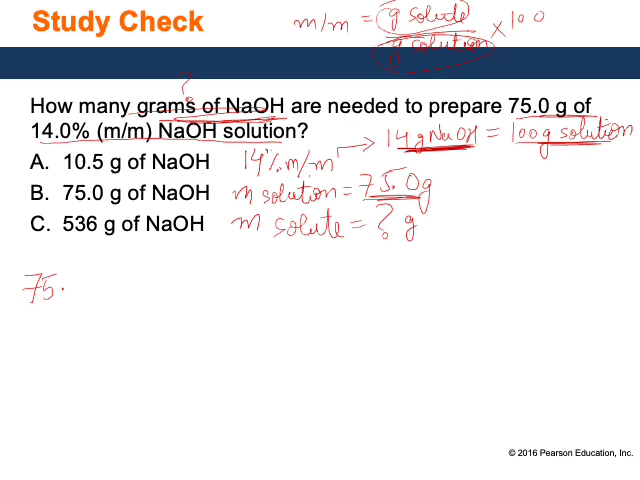 Study Check
m/m = g solute / g solution × 100
?
How many grams of NaOH are needed to prepare 75.0 g of
14.0% (m/m) NaOH solution?
14 g NaOH = 100 g solution
A. 10.5 g of NaOH
14% m/m
B. 75.0 g of NaOH
m solution = 75.0g
C. 536 g of NaOH
m solute = ? g
75.
© 2016 Pearson Education, Inc.